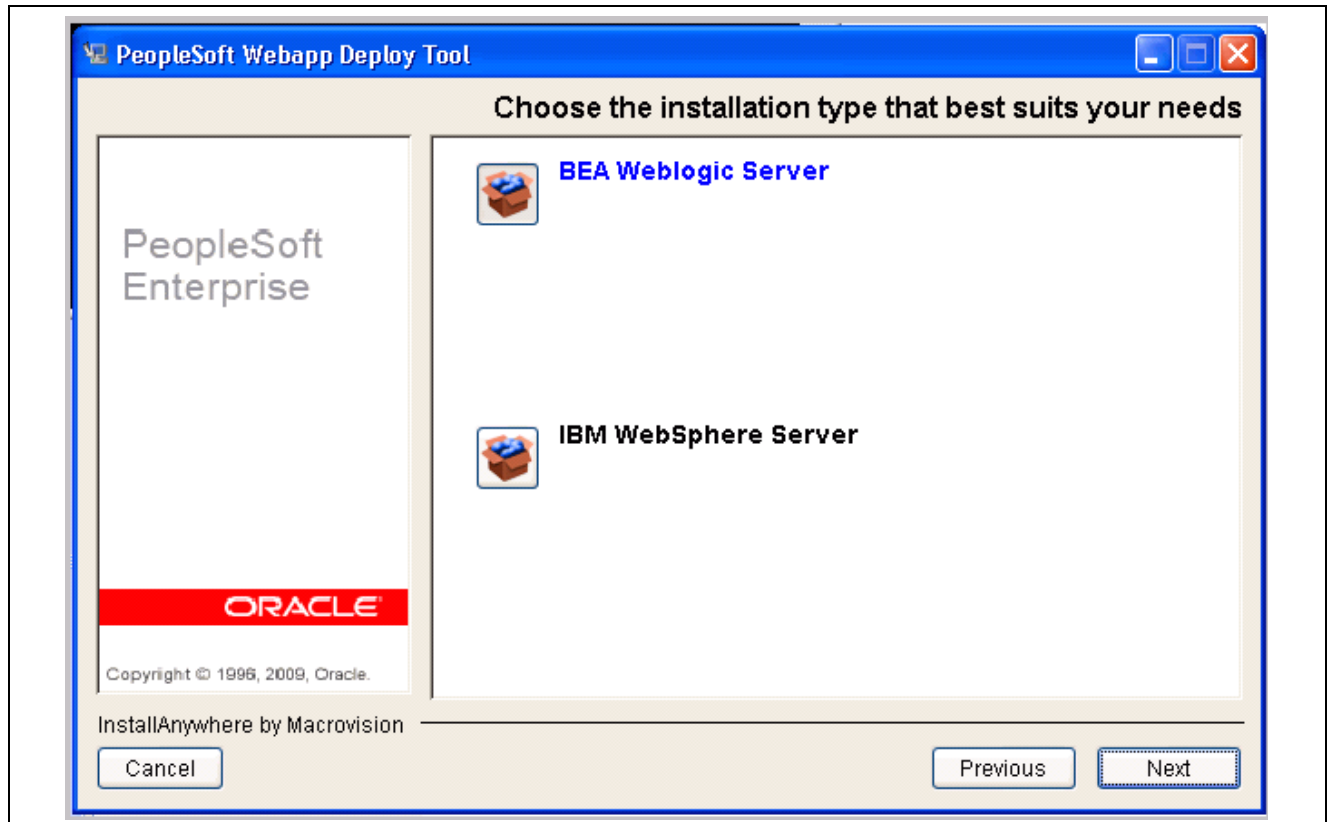 PeopleSoft Webapp Deploy Tool
Choose the installation type that best suits your needs
PeopleSoft
Enterprise
ORACLE
Copyright © 1996, 2009, Oracle.
BEA Weblogic Server
IBM WebSphere Server
InstallAnywhere by Macrovision
Cancel
Previous
Next